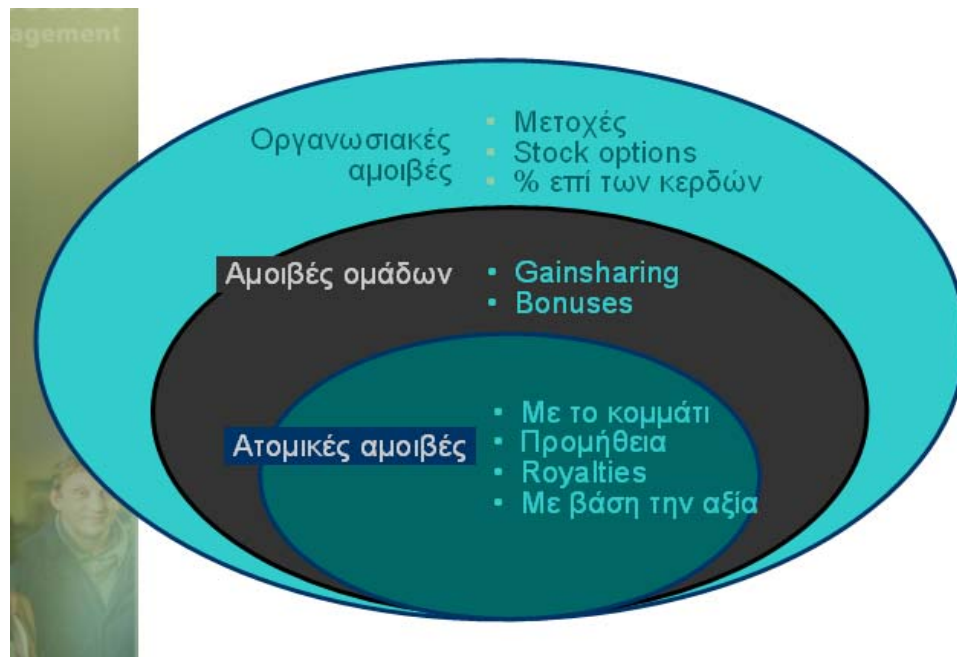 agement
Οργανωσιακές
αμοιβές
▪ Μετοχές
▪ Stock options
▪ % επί των κερδών
Αμοιβές ομάδων
▪ Gainsharing
▪ Bonuses
Ατομικές αμοιβές
▪ Με το κομμάτι
▪ Προμήθεια
▪ Royalties
▪ Με βάση την αξία